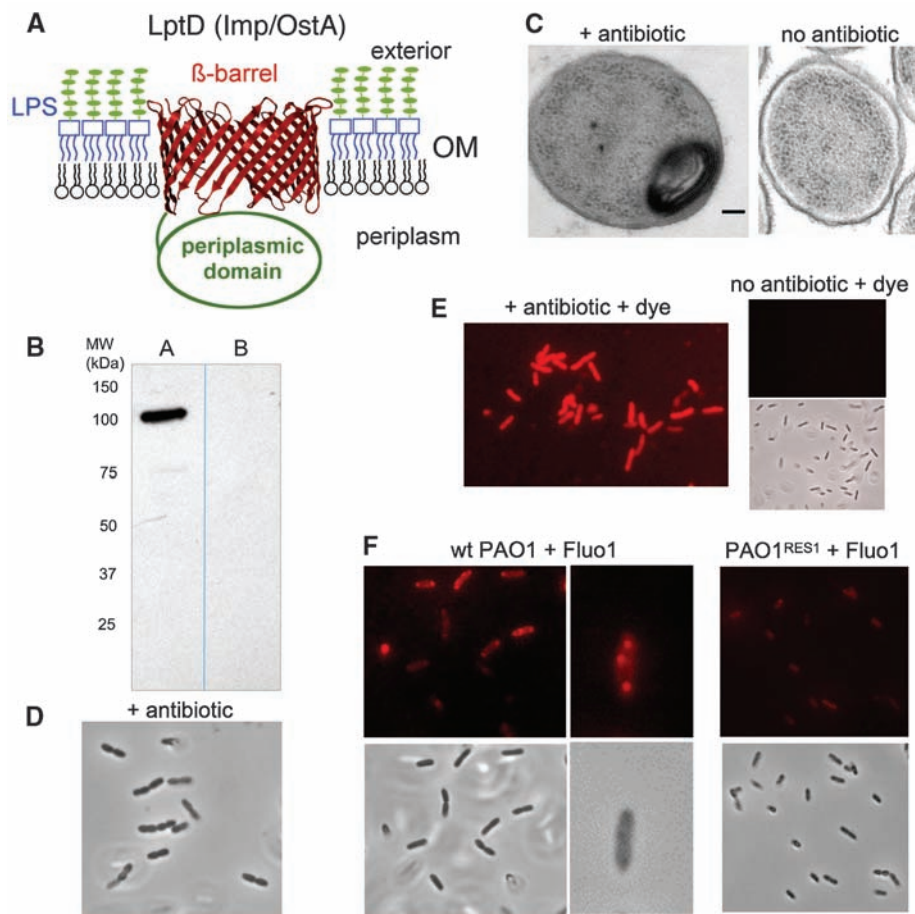 A
LptD (Imp/OstA)
exterior
ß-barrel
LPS
OM
periplasmic
domain
periplasm
B
MW
(kDa)
A
B
150
100
75
50
37
25
C
+ antibiotic
no antibiotic
D
+ antibiotic
E
+ antibiotic + dye
no antibiotic + dye
F
wt PAO1 + Fluo1
PAO1ᴿᴱˢ¹ + Fluo1